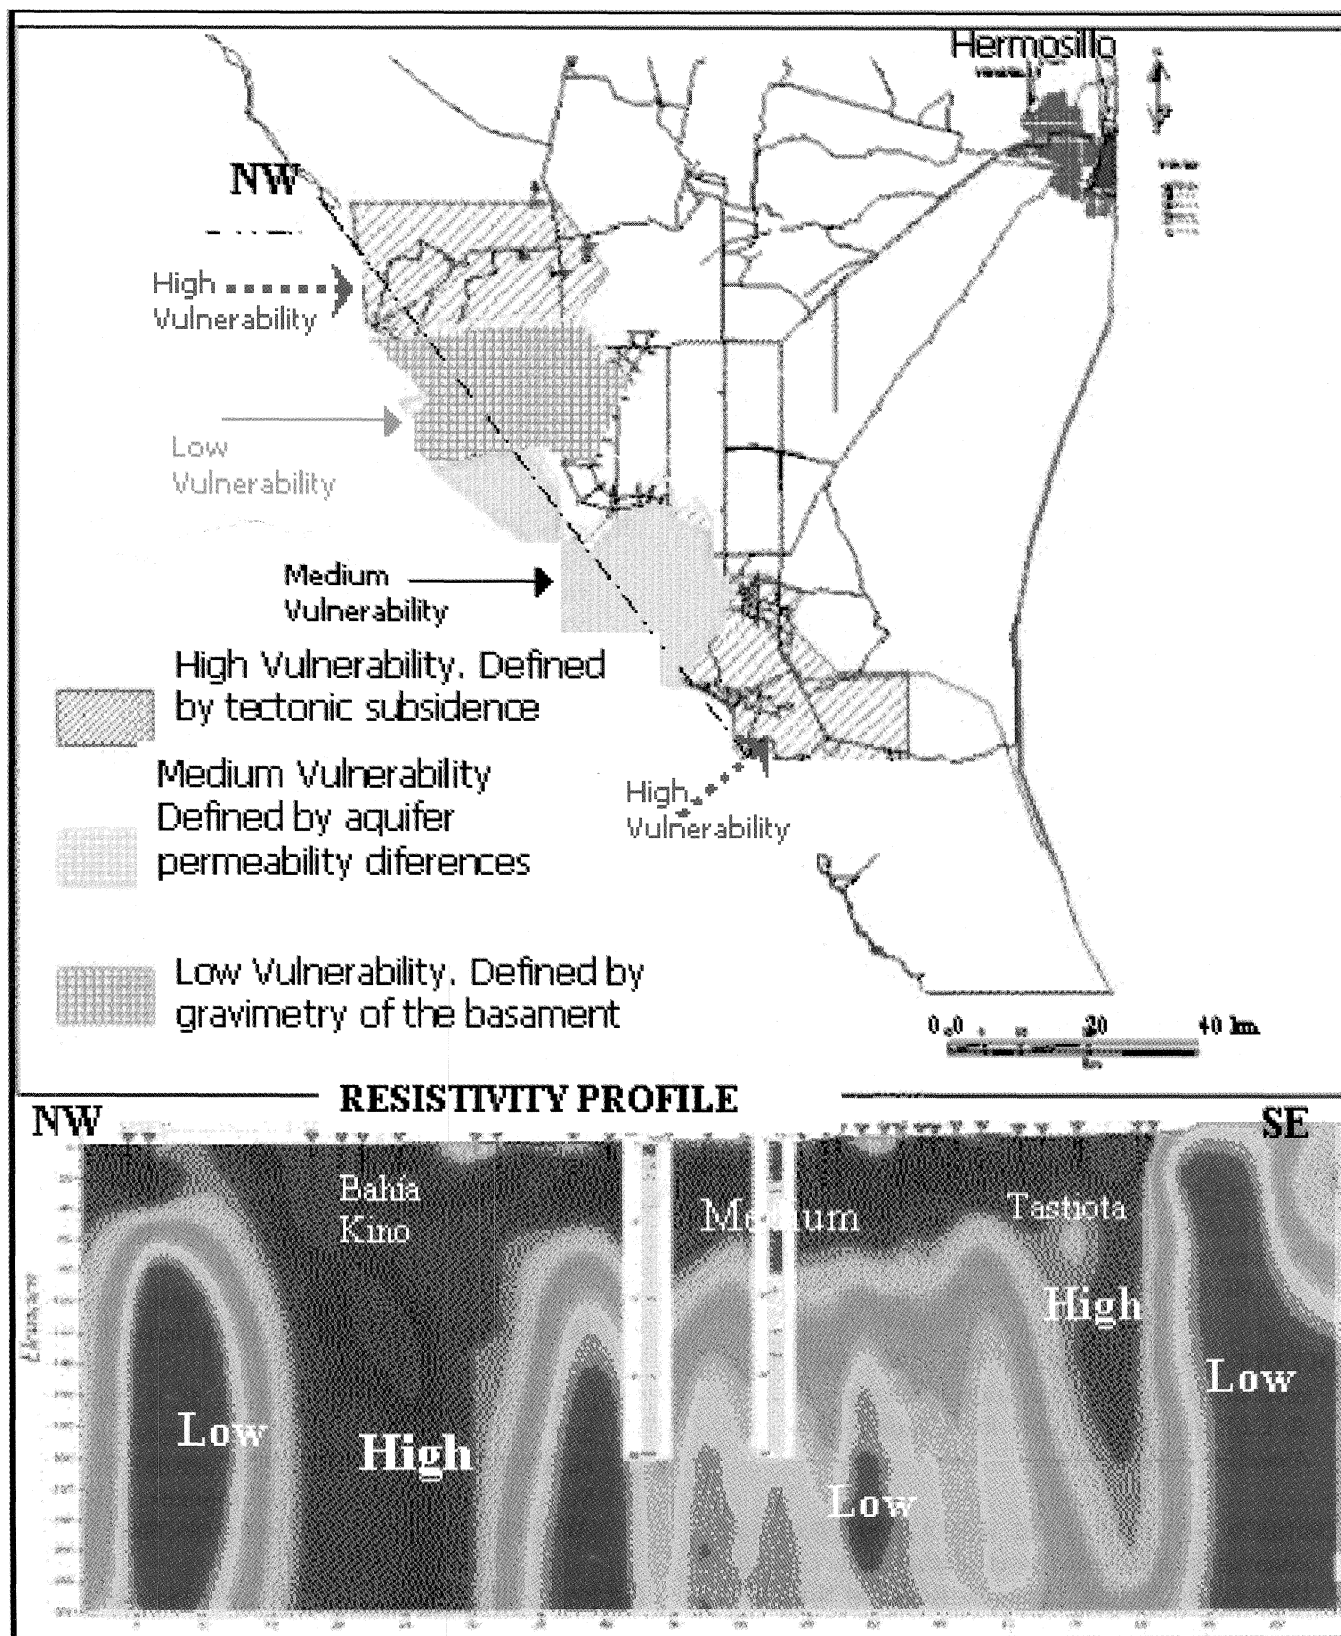 Hermosillo
NW
High
Vulnerability
Low
Vulnerability
Medium
Vulnerability
High Vulnerability. Defined
by tectonic subsidence
Medium Vulnerability
Defined by aquifer
permeability diferences
High
Vulnerability
Low Vulnerability. Defined by
gravimetry of the basament
0.0 20 40 km
RESISTIVITY PROFILE
NW
SE
Bahia
Kino
Medium
Tastiota
High
Low
Low
High
Low